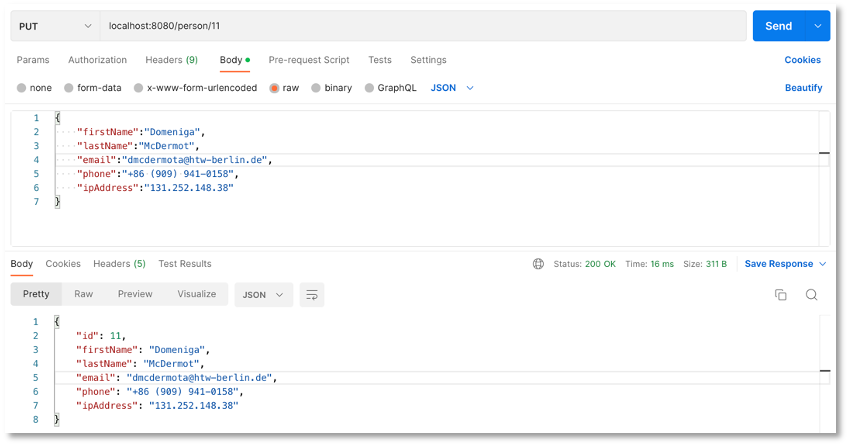 PUT localhost:8080/person/11 Send
Params Authorization Headers (9) Body Pre-request Script Tests Settings Cookies
none form-data x-www-form-urlencoded raw binary GraphQL JSON Beautify
1 {
2 "firstName":"Domeniga",
3 "lastName":"McDermot",
4 "email":"dmcdermota@htw-berlin.de",
5 "phone":"+86 (909) 941-0158",
6 "ipAddress":"131.252.148.38"
7 }
Body Cookies Headers (5) Test Results Status: 200 OK Time: 16 ms Size: 311 B Save Response
Pretty Raw Preview Visualize JSON
1 {
2 "id": 11,
3 "firstName": "Domeniga",
4 "lastName": "McDermot",
5 "email": "dmcdermota@htw-berlin.de",
6 "phone": "+86 (909) 941-0158",
7 "ipAddress": "131.252.148.38"
8 }